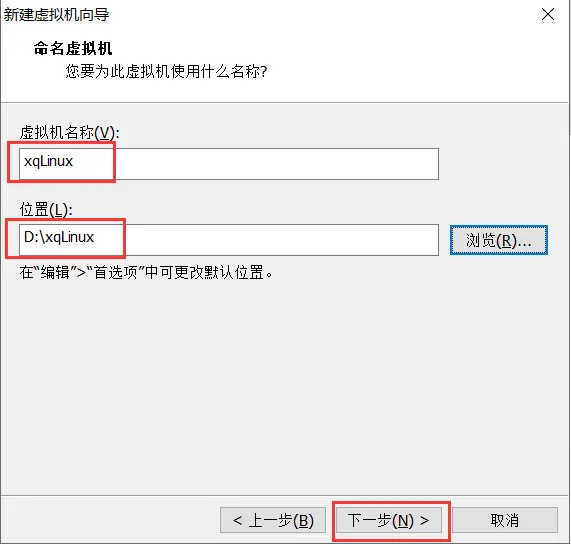 新建虚拟机向导
命名虚拟机
您要为此虚拟机使用什么名称?
虚拟机名称(V):
xqLinux
位置(L):
D:\xqLinux
浏览(R)...
在“编辑”>“首选项”中可更改默认位置。
< 上一步(B) 下一步(N) > 取消